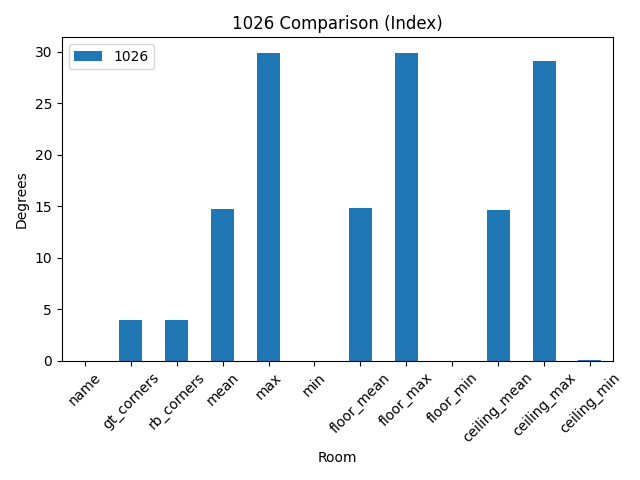 1026 Comparison (Index)
1026
Degrees
30
25
20
15
10
5
0
name
gt_corners
rb_corners
mean
max
min
floor_mean
floor_max
floor_min
ceiling_mean
ceiling_max
ceiling_min
Room